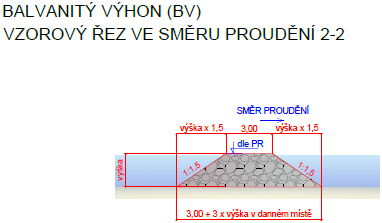 BALVANITÝ VÝHON (BV)
VZOROVÝ ŘEZ VE SMĚRU PROUDĚNÍ 2-2
SMĚR PROUDĚNÍ
výška x 1,5 3,00 výška x 1,5
dle PR
výška 1:1,5 1:1,5
3,00 + 3 x výška v danném místě